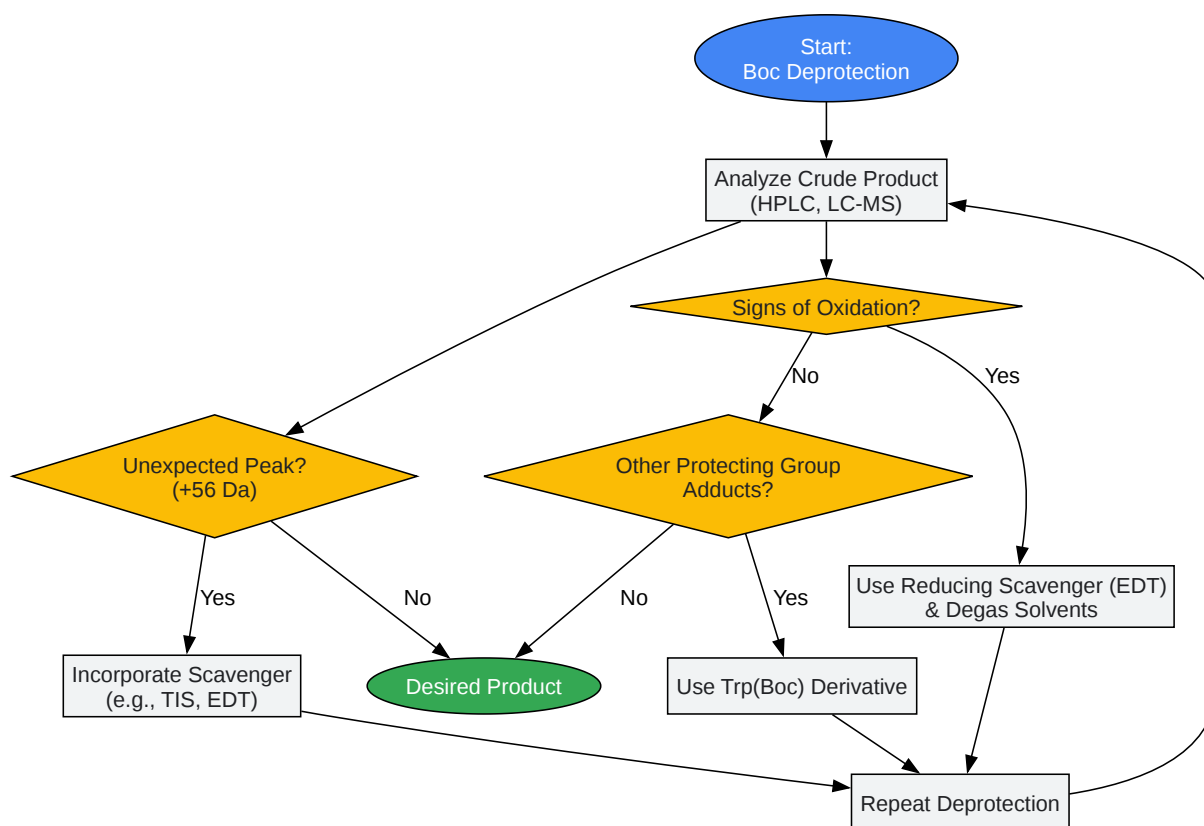 Start:
Boc Deprotection
Analyze Crude Product
(HPLC, LC-MS)
Signs of Oxidation?
No
Yes
Unexpected Peak?
(+56 Da)
Other Protecting Group
Adducts?
Yes
No
No
Yes
Use Reducing Scavenger (EDT)
& Degas Solvents
Incorporate Scavenger
(e.g., TIS, EDT)
Desired Product
Use Trp(Boc) Derivative
Repeat Deprotection